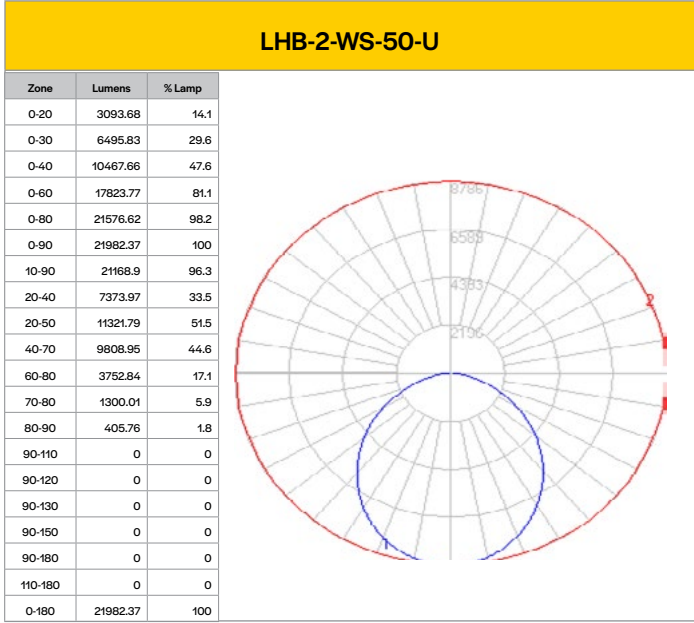 LHB-2-WS-50-U
Zone Lumens % Lamp
0-20 3093.68 14.1
0-30 6495.83 29.6
0-40 10467.66 47.6
0-60 17823.77 81.1
0-80 21576.62 98.2
0-90 21982.37 100
10-90 21168.9 96.3
20-40 7373.97 33.5
20-50 11321.79 51.5
40-70 9808.95 44.6
60-80 3752.84 17.1
70-80 1300.01 5.9
80-90 405.76 1.8
90-110 0 0
90-120 0 0
90-130 0 0
90-150 0 0
90-180 0 0
110-180 0 0
0-180 21982.37 100
8786
6589
4393
2196
2
1